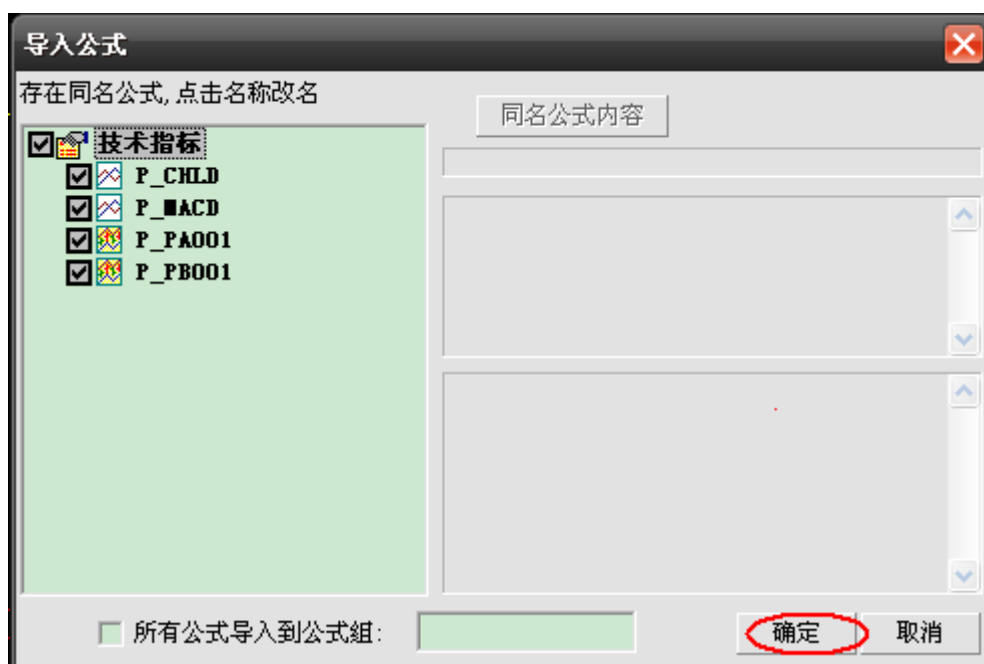 导入公式
存在同名公式, 点击名称改名
同名公式内容
技术指标
P_CHLD
P_MACD
P_PA001
P_PB001
所有公式导入到公式组:
确定
取消